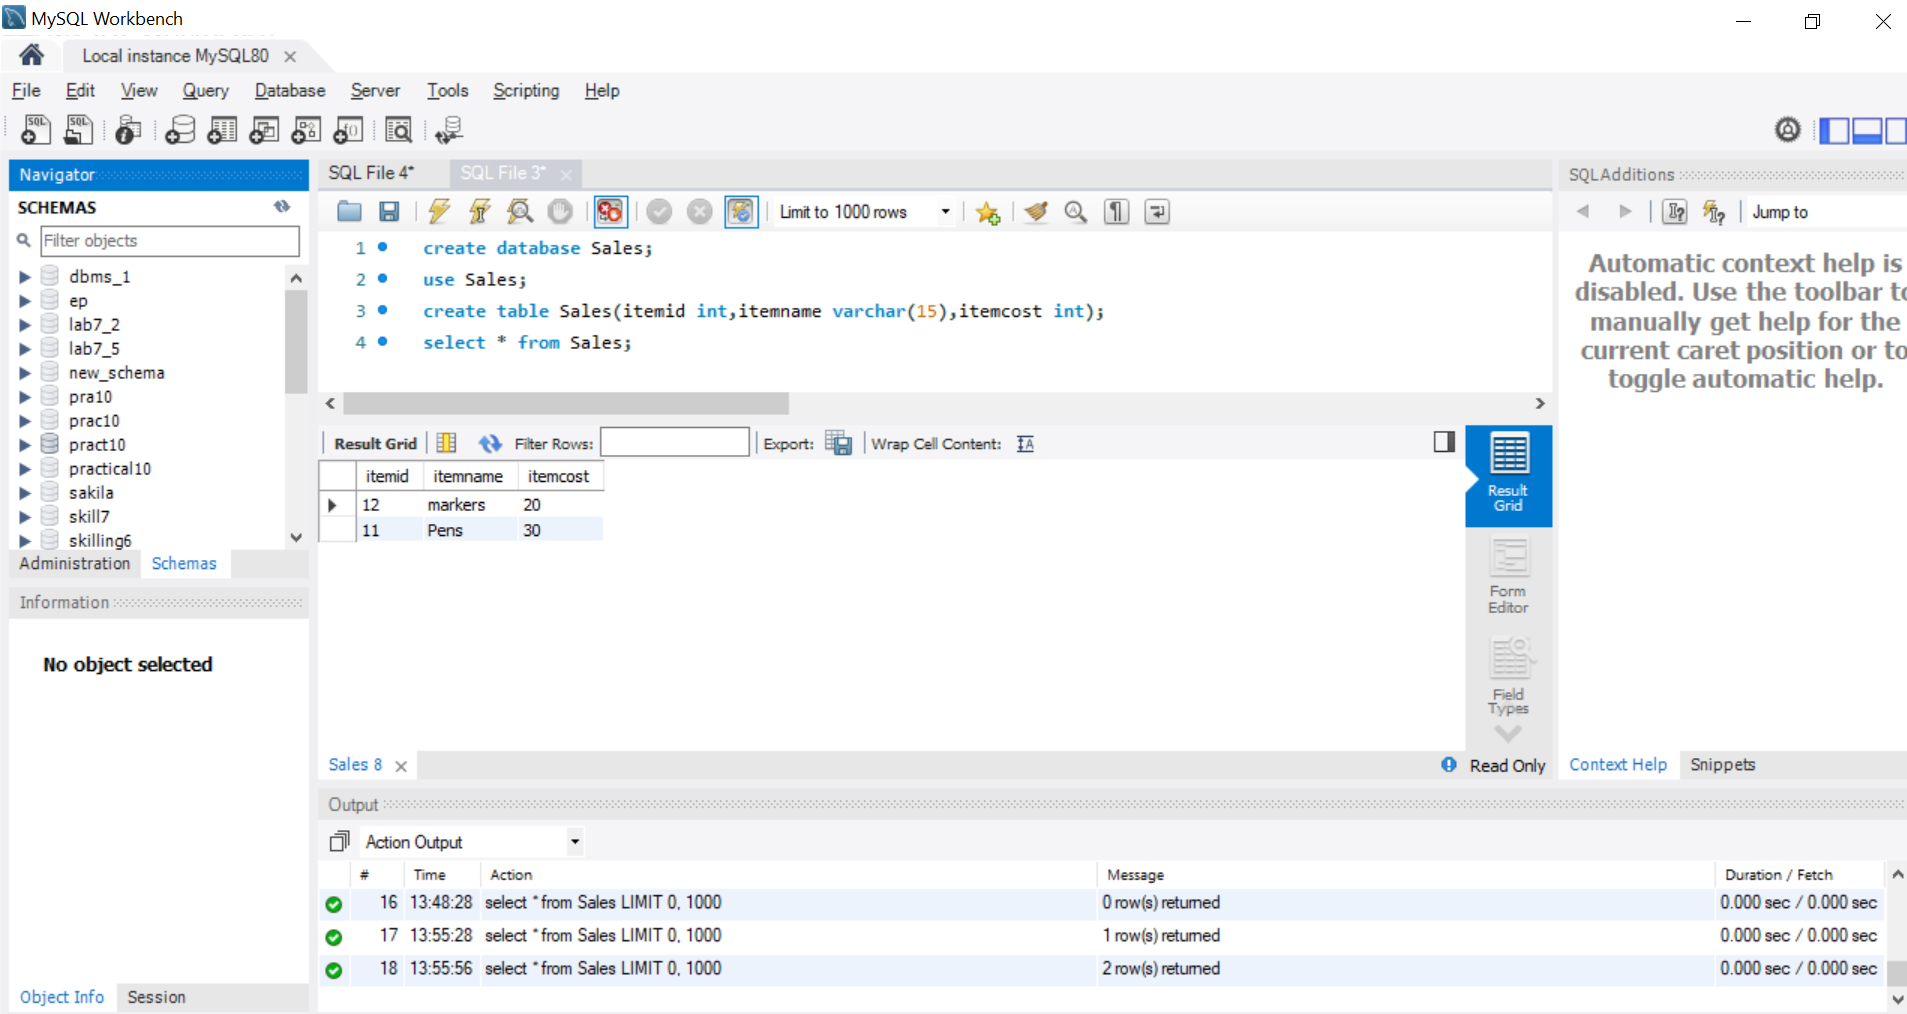 MySQL Workbench
Local instance MySQL80
File Edit View Query Database Server Tools Scripting Help
Navigator
SCHEMAS
Filter objects
dbms_1
ep
lab7_2
lab7_5
new_schema
pra10
prac10
pract10
practical10
sakila
skill7
skilling6
Administration Schemas
Information
No object selected
Object Info Session
SQL File 4* SQL File 3*
Limit to 1000 rows
1 create database Sales;
2 use Sales;
3 create table Sales(itemid int,itemname varchar(15),itemcost int);
4 select * from Sales;
Result Grid Filter Rows: Export: Wrap Cell Content:
itemid itemname itemcost
12 markers 20
11 Pens 30
Result
Grid
Form
Editor
Field
Types
Sales 8
Read Only
SQLAdditions
Jump to
Automatic context help is
disabled. Use the toolbar to
manually get help for the
current caret position or to
toggle automatic help.
Context Help Snippets
Output
Action Output
# Time Action Message Duration / Fetch
16 13:48:28 select * from Sales LIMIT 0, 1000 0 row(s) returned 0.000 sec / 0.000 sec
17 13:55:28 select * from Sales LIMIT 0, 1000 1 row(s) returned 0.000 sec / 0.000 sec
18 13:55:56 select * from Sales LIMIT 0, 1000 2 row(s) returned 0.000 sec / 0.000 sec